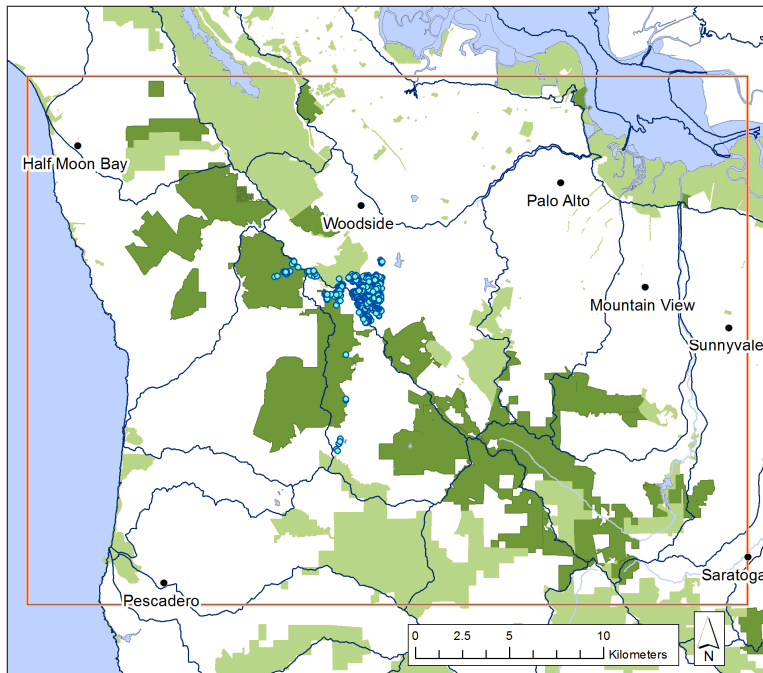 Half Moon Bay
Woodside
Palo Alto
Mountain View
Sunnyvale
Saratoga
Pescadero
0 2.5 5 10
Kilometers
N